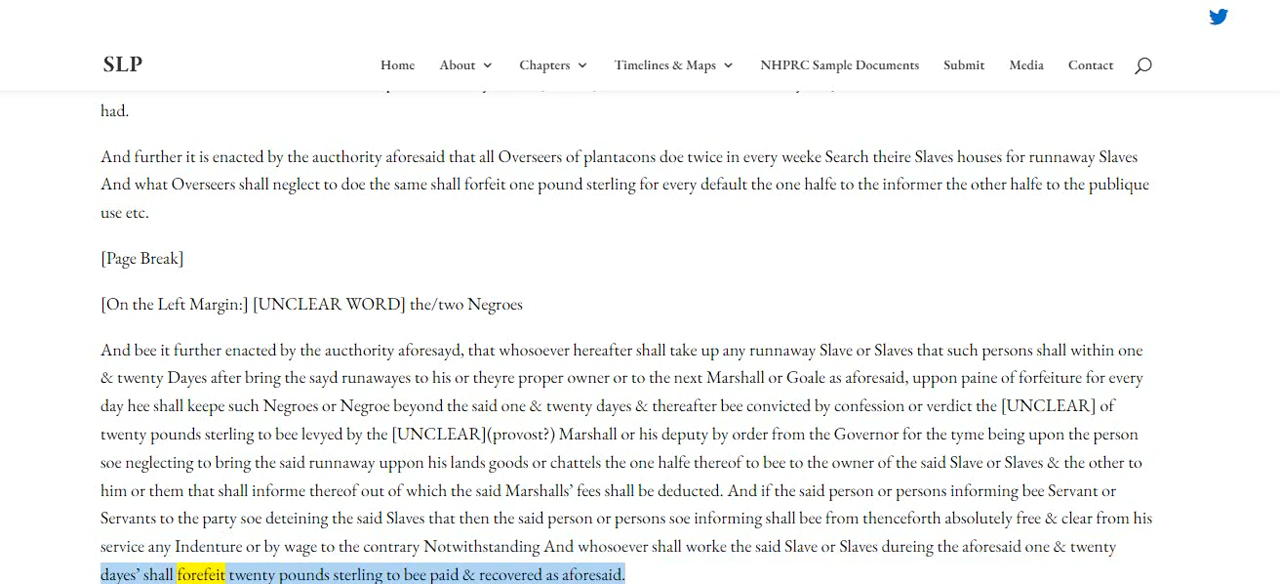 SLP
Home About Chapters Timelines & Maps NHPRC Sample Documents Submit Media Contact
had.
And further it is enacted by the aucthority aforesaid that all Overseers of plantacons doe twice in every weeke Search theire Slaves houses for runnaway Slaves
And what Overseers shall neglect to doe the same shall forfeit one pound sterling for every default the one halfe to the informer the other halfe to the publique
use etc.
[Page Break]
[On the Left Margin:] [UNCLEAR WORD] the/two Negroes
And bee it further enacted by the aucthority aforesayd, that whosoever hereafter shall take up any runnaway Slave or Slaves that such persons shall within one
& twenty Dayes after bring the sayd runawayes to his or theyre proper owner or to the next Marshall or Goale as aforesaid, uppon paine of forfeiture for every
day hee shall keepe such Negroes or Negroe beyond the said one & twenty dayes & thereafter bee convicted by confession or verdict the [UNCLEAR] of
twenty pounds sterling to bee levyed by the [UNCLEAR](provost?) Marshall or his deputy by order from the Governor for the tyme being upon the person
soe neglecting to bring the said runnaway uppon his lands goods or chattels the one halfe thereof to bee to the owner of the said Slave or Slaves & the other to
him or them that shall informe thereof out of which the said Marshalls’ fees shall be deducted. And if the said person or persons informing bee Servant or
Servants to the party soe deteining the said Slaves that then the said person or persons soe informing shall bee from thenceforth absolutely free & clear from his
service any Indenture or by wage to the contrary Notwithstanding And whosoever shall worke the said Slave or Slaves dureing the aforesaid one & twenty
dayes’ shall forefeit twenty pounds sterling to bee paid & recovered as aforesaid.